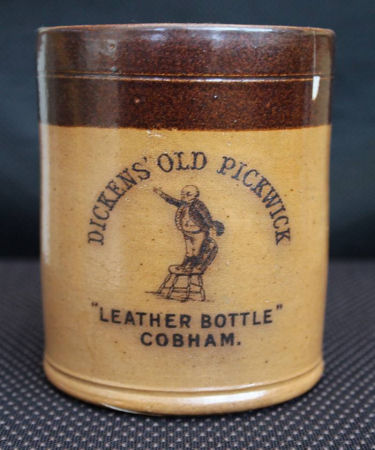 DICKENS' OLD PICKWICK
"LEATHER BOTTLE"
COBHAM.